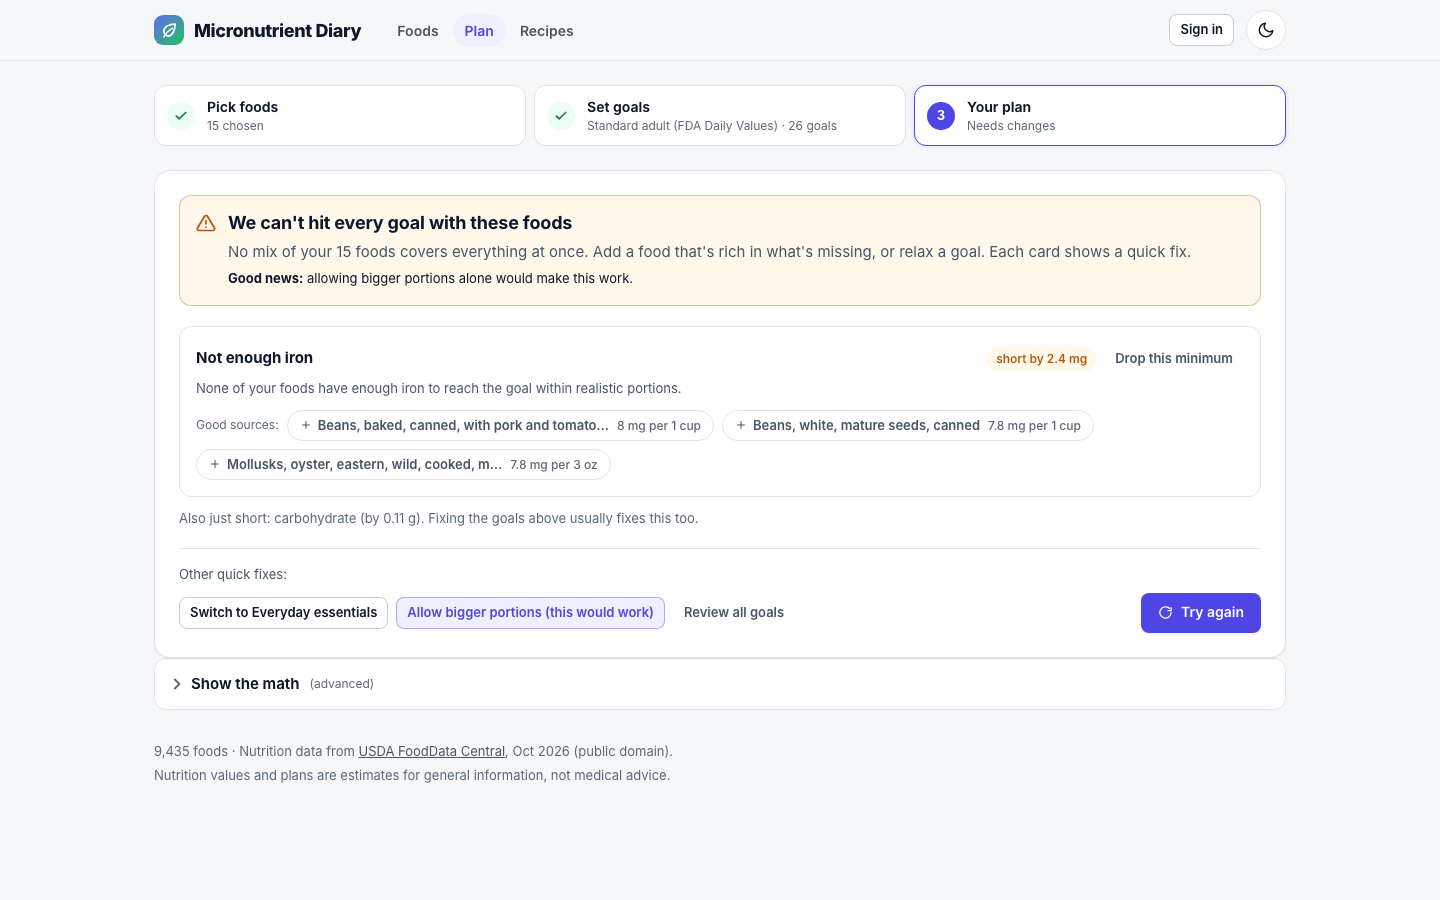 Micronutrient Diary
Foods
Plan
Recipes
Sign in
Pick foods
15 chosen
Set goals
Standard adult (FDA Daily Values) · 26 goals
3
Your plan
Needs changes
We can't hit every goal with these foods
No mix of your 15 foods covers everything at once. Add a food that's rich in what's missing, or relax a goal. Each card shows a quick fix.
Good news: allowing bigger portions alone would make this work.
Not enough iron
short by 2.4 mg
Drop this minimum
None of your foods have enough iron to reach the goal within realistic portions.
Good sources:
+ Beans, baked, canned, with pork and tomato... 8 mg per 1 cup
+ Beans, white, mature seeds, canned 7.8 mg per 1 cup
+ Mollusks, oyster, eastern, wild, cooked, m... 7.8 mg per 3 oz
Also just short: carbohydrate (by 0.11 g). Fixing the goals above usually fixes this too.
Other quick fixes:
Switch to Everyday essentials
Allow bigger portions (this would work)
Review all goals
Try again
Show the math (advanced)
9,435 foods · Nutrition data from USDA FoodData Central, Oct 2026 (public domain).
Nutrition values and plans are estimates for general information, not medical advice.